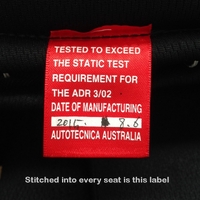 TESTED TO EXCEED
THE STATIC TEST
REQUIREMENT FOR
THE ADR 3/02
DATE OF MANUFACTURING
2015. 8.6
AUTOTECNICA AUSTRALIA
Stitched into every seat is this label